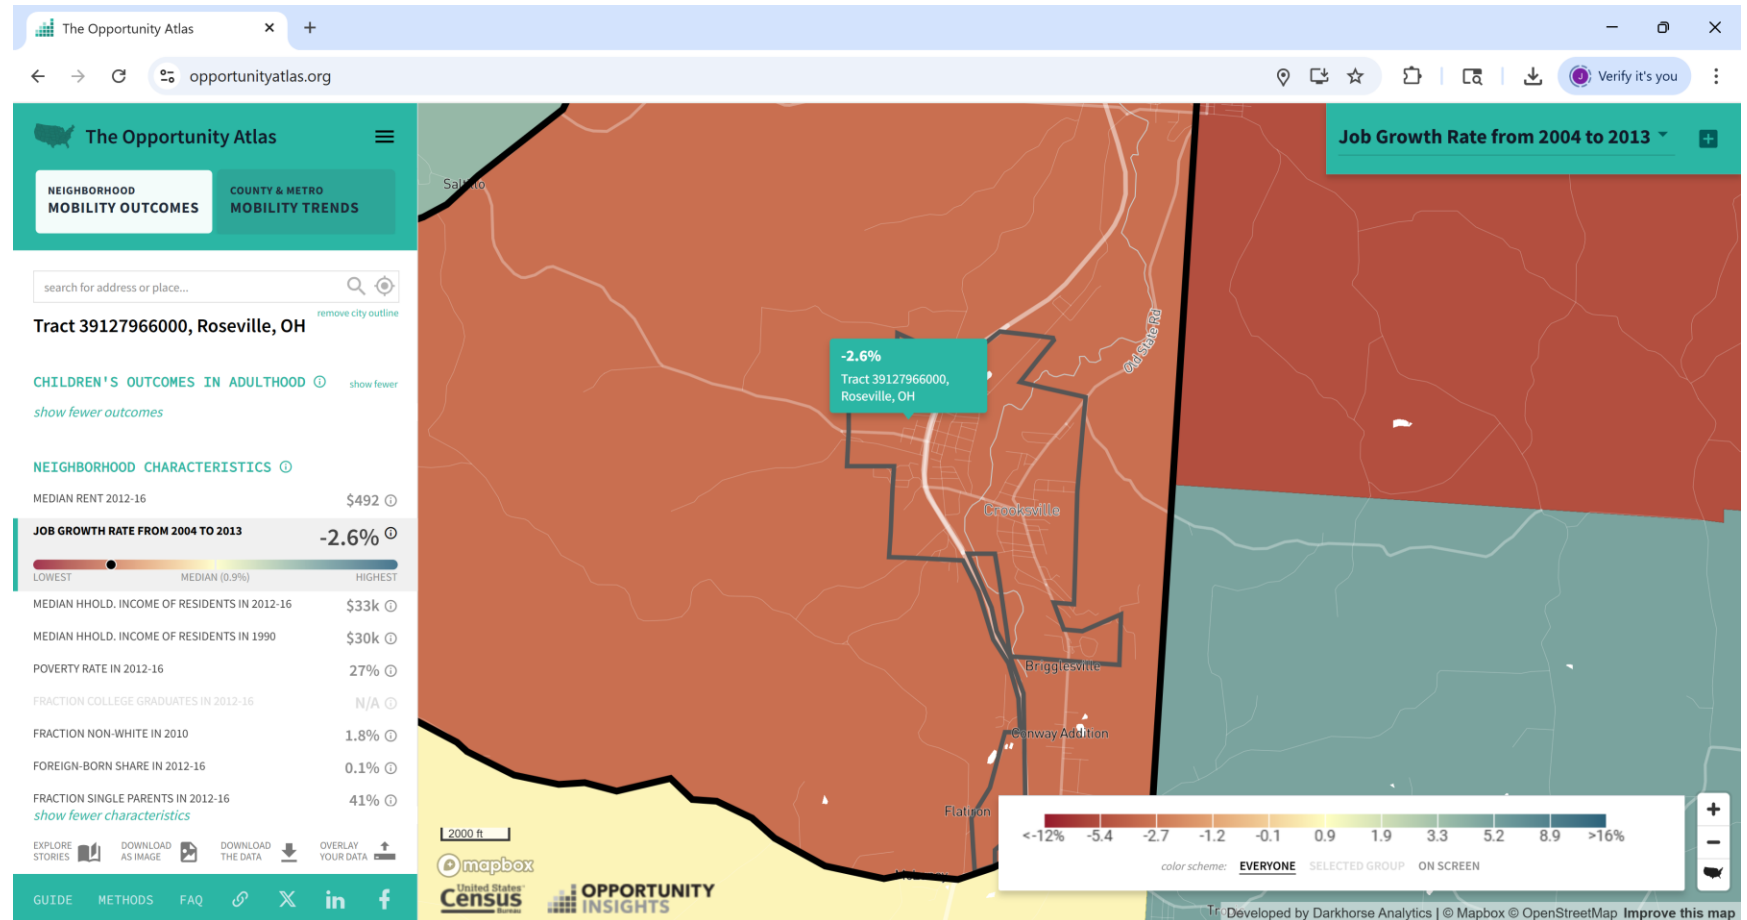 The Opportunity Atlas
opportunityatlas.org
J
Verify it's you
The Opportunity Atlas
NEIGHBORHOOD
MOBILITY OUTCOMES
COUNTY & METRO
MOBILITY TRENDS
search for address or place...
remove city outline
Tract 39127966000, Roseville, OH
CHILDREN'S OUTCOMES IN ADULTHOOD
show fewer
show fewer outcomes
NEIGHBORHOOD CHARACTERISTICS
MEDIAN RENT 2012-16
$492
JOB GROWTH RATE FROM 2004 TO 2013
-2.6%
LOWEST
MEDIAN (0.9%)
HIGHEST
MEDIAN HHOLD. INCOME OF RESIDENTS IN 2012-16
$33k
MEDIAN HHOLD. INCOME OF RESIDENTS IN 1990
$30k
POVERTY RATE IN 2012-16
27%
FRACTION COLLEGE GRADUATES IN 2012-16
N/A
FRACTION NON-WHITE IN 2010
1.8%
FOREIGN-BORN SHARE IN 2012-16
0.1%
FRACTION SINGLE PARENTS IN 2012-16
41%
show fewer characteristics
EXPLORE
STORIES
DOWNLOAD
AS IMAGE
DOWNLOAD
THE DATA
OVERLAY
YOUR DATA
GUIDE
METHODS
FAQ
Job Growth Rate from 2004 to 2013
Old State Rd
-2.6%
Tract 39127966000,
Roseville, OH
Crooksville
Brigglesville
Conway Addition
Flatiron
2000 ft
mapbox
United States
Census
Bureau
OPPORTUNITY
INSIGHTS
<-12%
-5.4
-2.7
-1.2
-0.1
0.9
1.9
3.3
5.2
8.9
>16%
color scheme:
EVERYONE
SELECTED GROUP
ON SCREEN
Developed by Darkhorse Analytics | © Mapbox © OpenStreetMap Improve this map